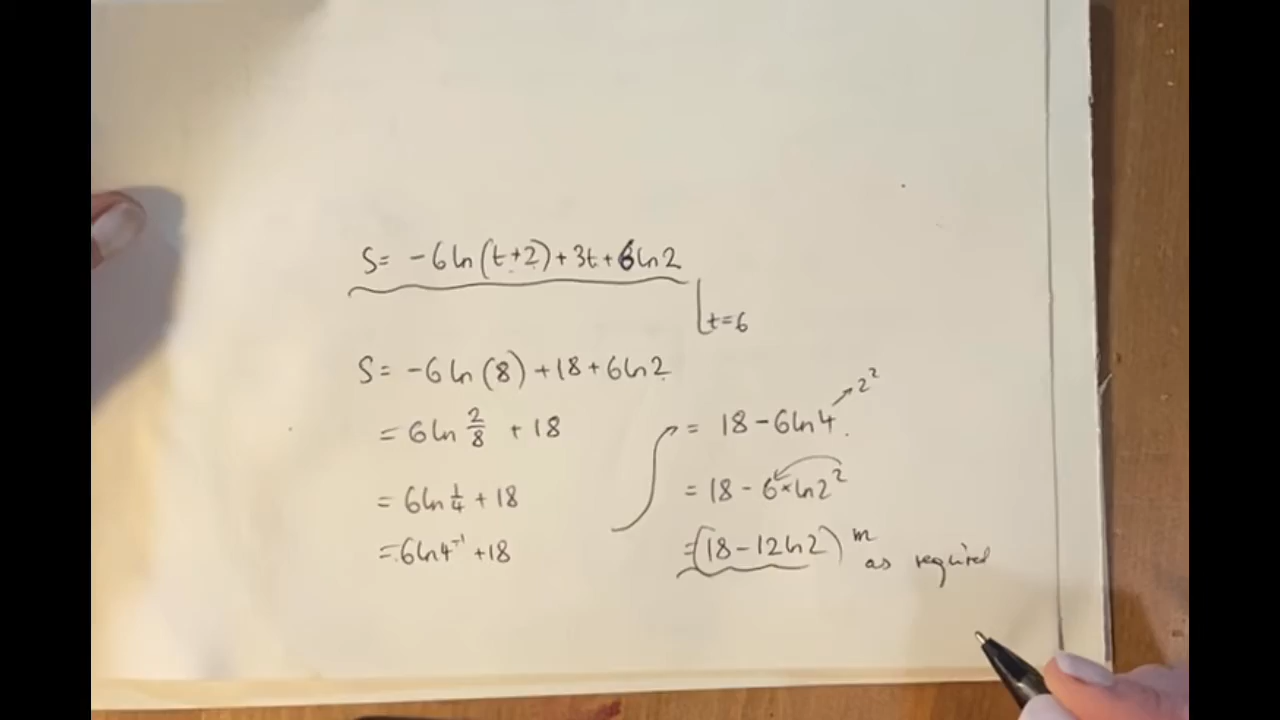 S = -6ln(t+2)+3t+6ln2
t=6
S = -6ln(8)+18+6ln2
= 6ln 2/8 + 18
= 6ln 1/4 + 18
= 6ln4⁻¹ + 18
= 18 - 6ln4 → 2²
= 18 - 6×ln2²
= (18 - 12ln2) m
as required